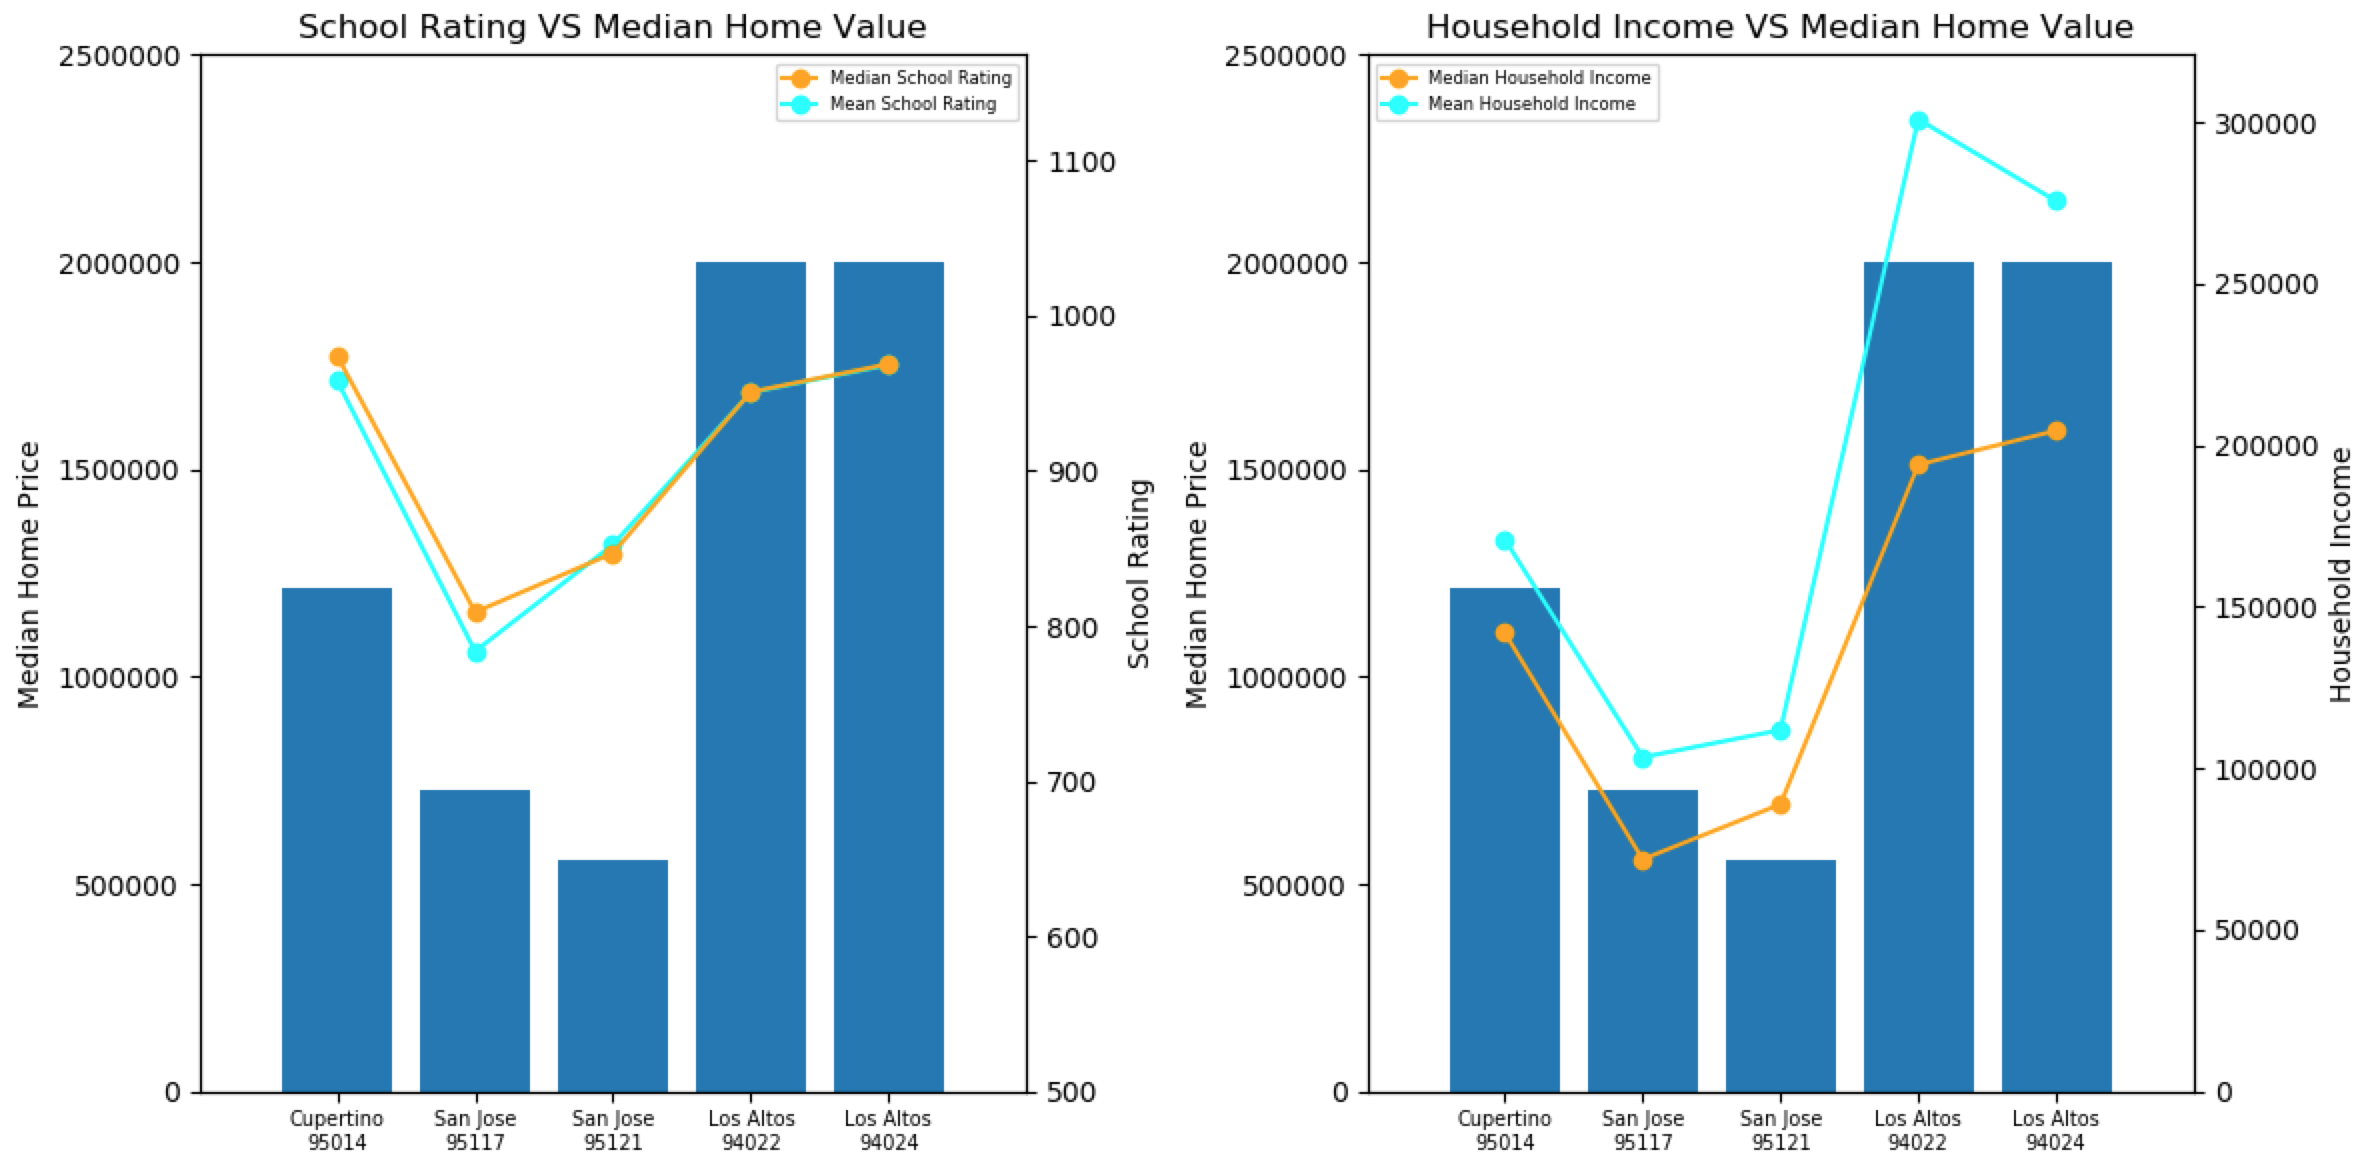 School Rating VS Median Home Value
2500000
2000000
1500000
1000000
500000
0
Median Home Price
Median School Rating
Mean School Rating
1100
1000
900
800
700
600
500
School Rating
Cupertino
95014
San Jose
95117
San Jose
95121
Los Altos
94022
Los Altos
94024
Household Income VS Median Home Value
2500000
2000000
1500000
1000000
500000
0
Median Home Price
Median Household Income
Mean Household Income
300000
250000
200000
150000
100000
50000
0
Household Income
Cupertino
95014
San Jose
95117
San Jose
95121
Los Altos
94022
Los Altos
94024